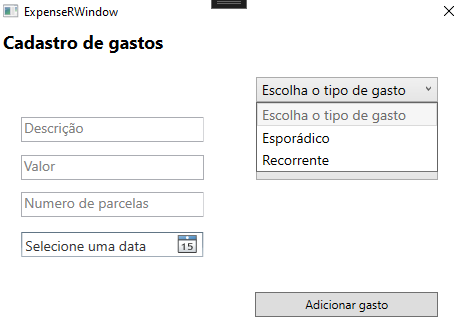 ExpenseRWindow
Cadastro de gastos
Escolha o tipo de gasto
Escolha o tipo de gasto
Esporádico
Recorrente
Descrição
Valor
Numero de parcelas
Selecione uma data
15
Adicionar gasto